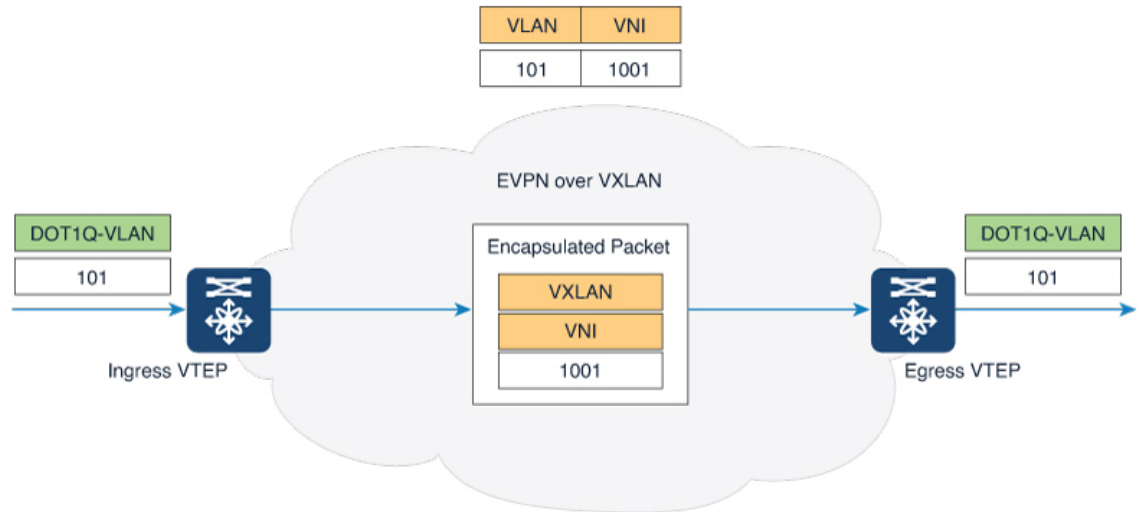 VLAN VNI
101 1001
EVPN over VXLAN
DOT1Q-VLAN
101
Ingress VTEP
Encapsulated Packet
VXLAN
VNI
1001
DOT1Q-VLAN
101
Egress VTEP